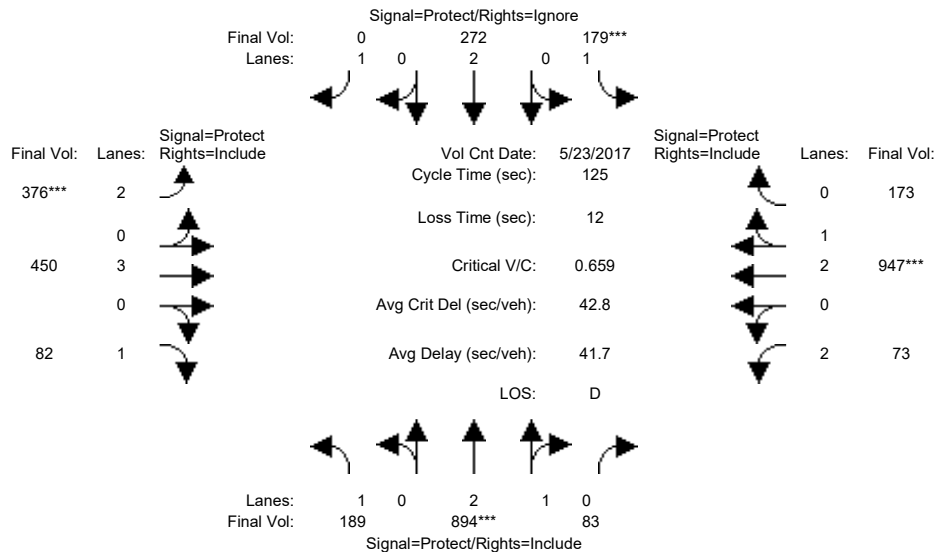 Signal=Protect/Rights=Ignore
Final Vol: 0 272 179***
Lanes: 1 0 2 0 1
Signal=Protect
Final Vol: Lanes: Rights=Include
Vol Cnt Date: 5/23/2017
Signal=Protect
Rights=Include Lanes: Final Vol:
Cycle Time (sec): 125
376*** 2
0 173
Loss Time (sec): 12
0
1
450 3
Critical V/C: 0.659
2 947***
0
Avg Crit Del (sec/veh): 42.8
0
82 1
Avg Delay (sec/veh): 41.7
2 73
LOS: D
Lanes: 1 0 2 1 0
Final Vol: 189 894*** 83
Signal=Protect/Rights=Include